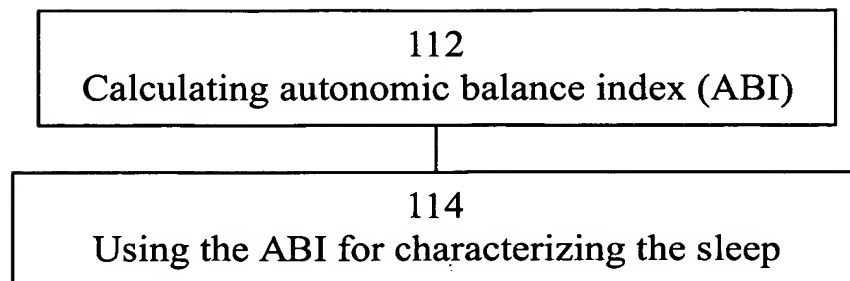 112
Calculating autonomic balance index (ABI)
114
Using the ABI for characterizing the sleep